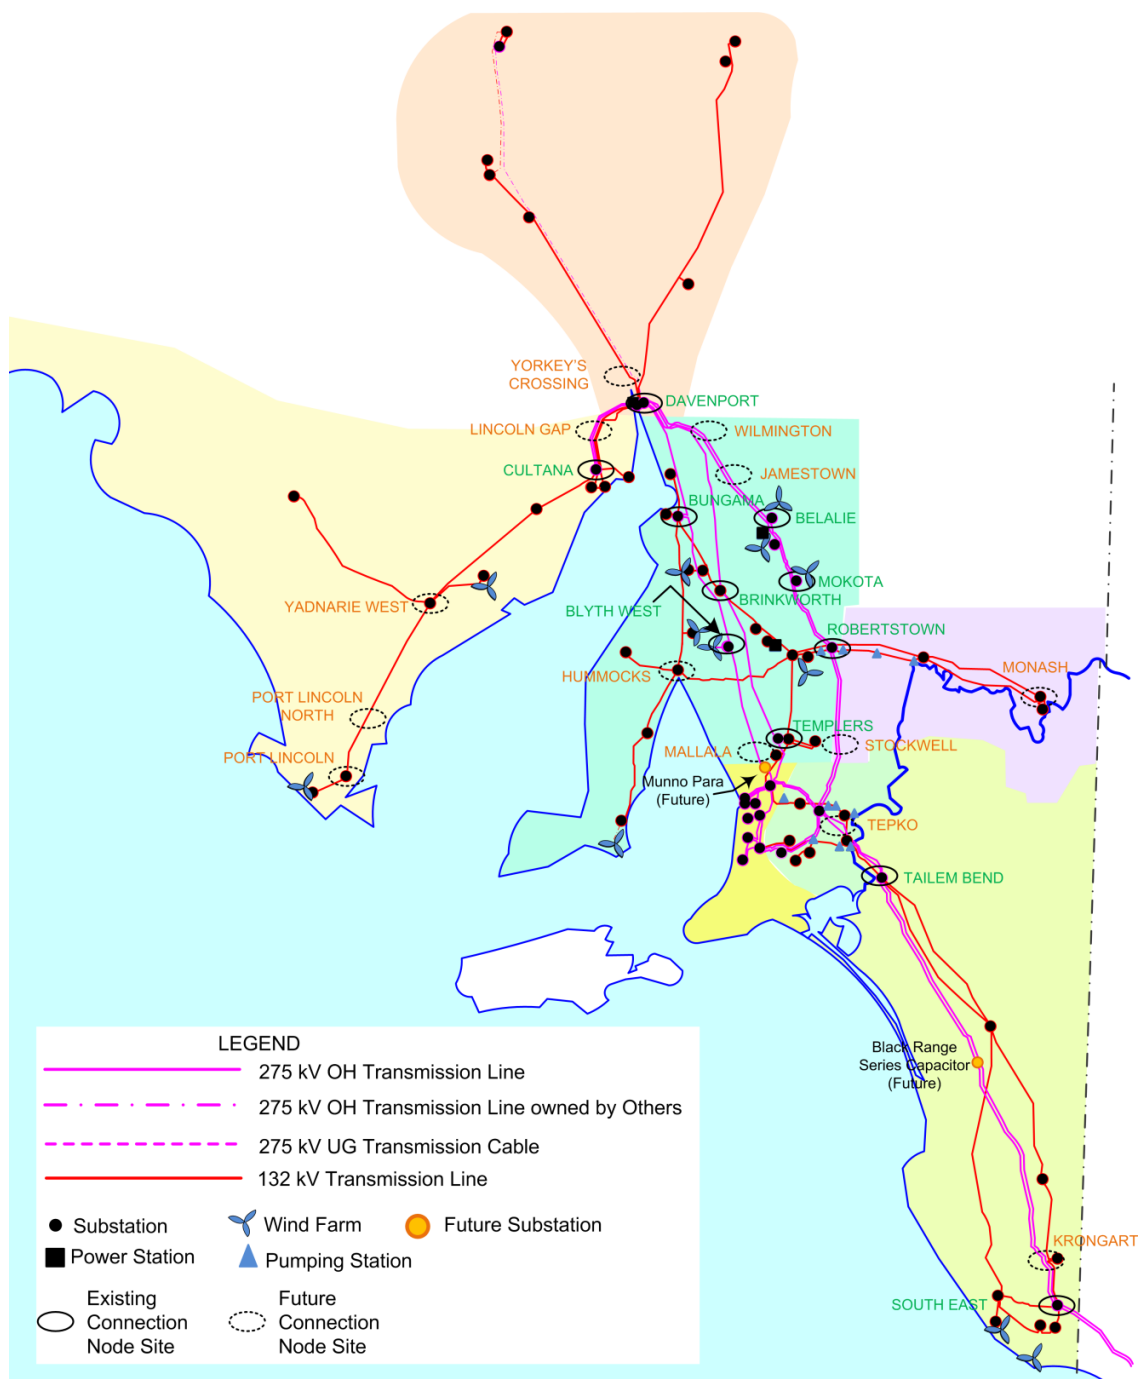 YORKEY'S
CROSSING
DAVENPORT
LINCOLN GAP
WILMINGTON
CULTANA
JAMESTOWN
BUNGAMA
BELALIE
MOKOTA
BRINKWORTH
YADNARIE WEST
BLYTH WEST
ROBERTSTOWN
HUMMOCKS
MONASH
PORT LINCOLN
NORTH
TEMPLERS
MALLALA
STOCKWELL
PORT LINCOLN
Munno Para
(Future)
TEPKO
TAILEM BEND
Black Range
Series Capacitor
(Future)
KRONGART
SOUTH EAST
LEGEND
275 kV OH Transmission Line
275 kV OH Transmission Line owned by Others
275 kV UG Transmission Cable
132 kV Transmission Line
Substation
Wind Farm
Future Substation
Power Station
Pumping Station
Existing
Connection
Node Site
Future
Connection
Node Site